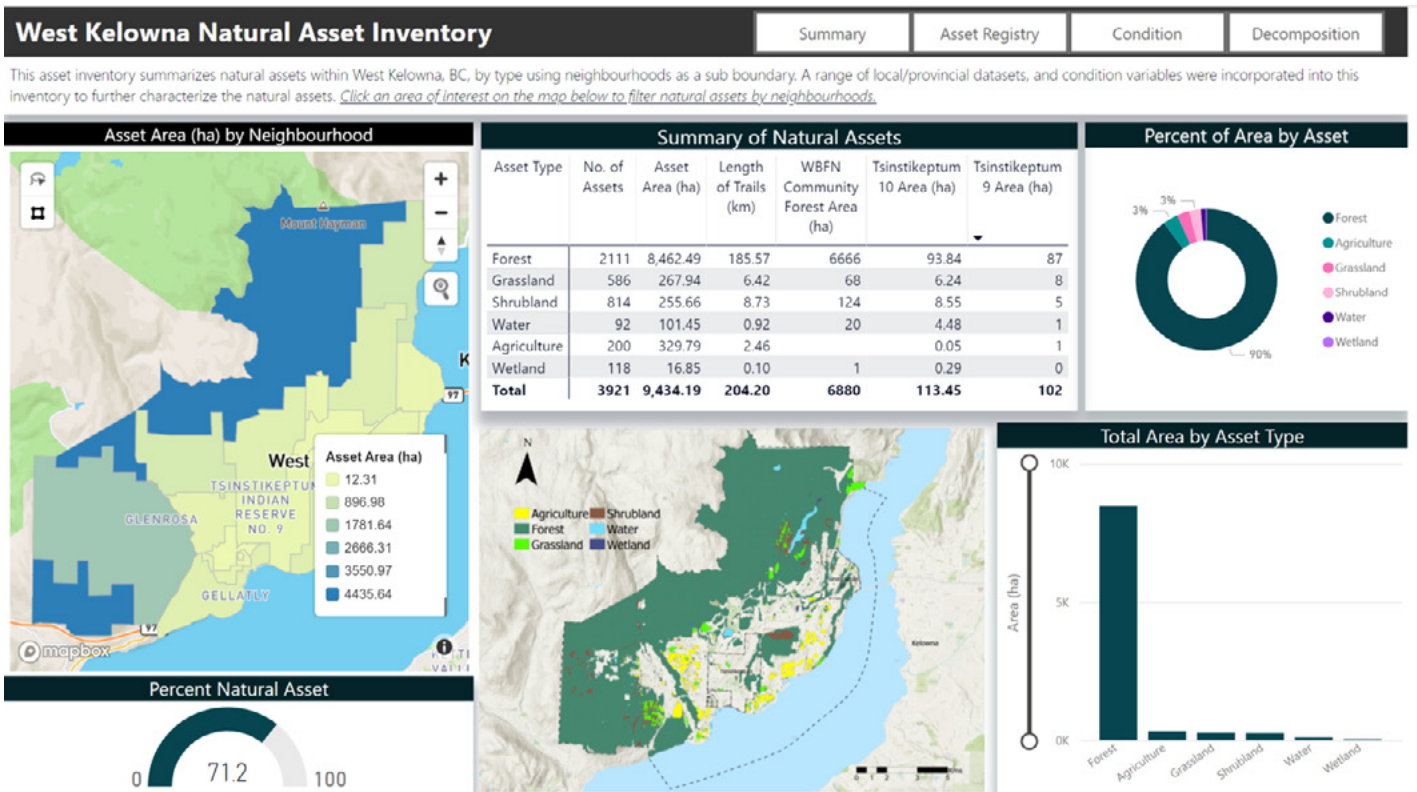 West Kelowna Natural Asset Inventory
Summary
Asset Registry
Condition
Decomposition
This asset inventory summarizes natural assets within West Kelowna, BC, by type using neighbourhoods as a sub boundary. A range of local/provincial datasets, and condition variables were incorporated into this
inventory to further characterize the natural assets. Click an area of interest on the map below to filter natural assets by neighbourhoods.
Asset Area (ha) by Neighbourhood
Mount Hayman
K
97
West
TSINSTIKEPTUM
INDIAN
RESERVE
NO. 9
GLENROSA
GELLATLY
97
Asset Area (ha)
12.31
896.98
1781.64
2666.31
3550.97
4435.64
mapbox
Percent Natural Asset
0
71.2
100
Summary of Natural Assets
Asset Type No. of Assets Asset Area (ha) Length of Trails (km) WBFN Community Forest Area (ha) Tsinstikeptum 10 Area (ha) Tsinstikeptum 9 Area (ha)
Forest 2111 8,462.49 185.57 6666 93.84 87
Grassland 586 267.94 6.42 68 6.24 8
Shrubland 814 255.66 8.73 124 8.55 5
Water 92 101.45 0.92 20 4.48 1
Agriculture 200 329.79 2.46 0.05 1
Wetland 118 16.85 0.10 1 0.29 0
Total 3921 9,434.19 204.20 6880 113.45 102
Percent of Area by Asset
3%
3%
90%
Forest
Agriculture
Grassland
Shrubland
Water
Wetland
N
Agriculture Shrubland
Forest Water
Grassland Wetland
Kelowna
0 1 2
Total Area by Asset Type
Area (ha)
10K
5K
0K
Forest
Agriculture
Grassland
Shrubland
Water
Wetland